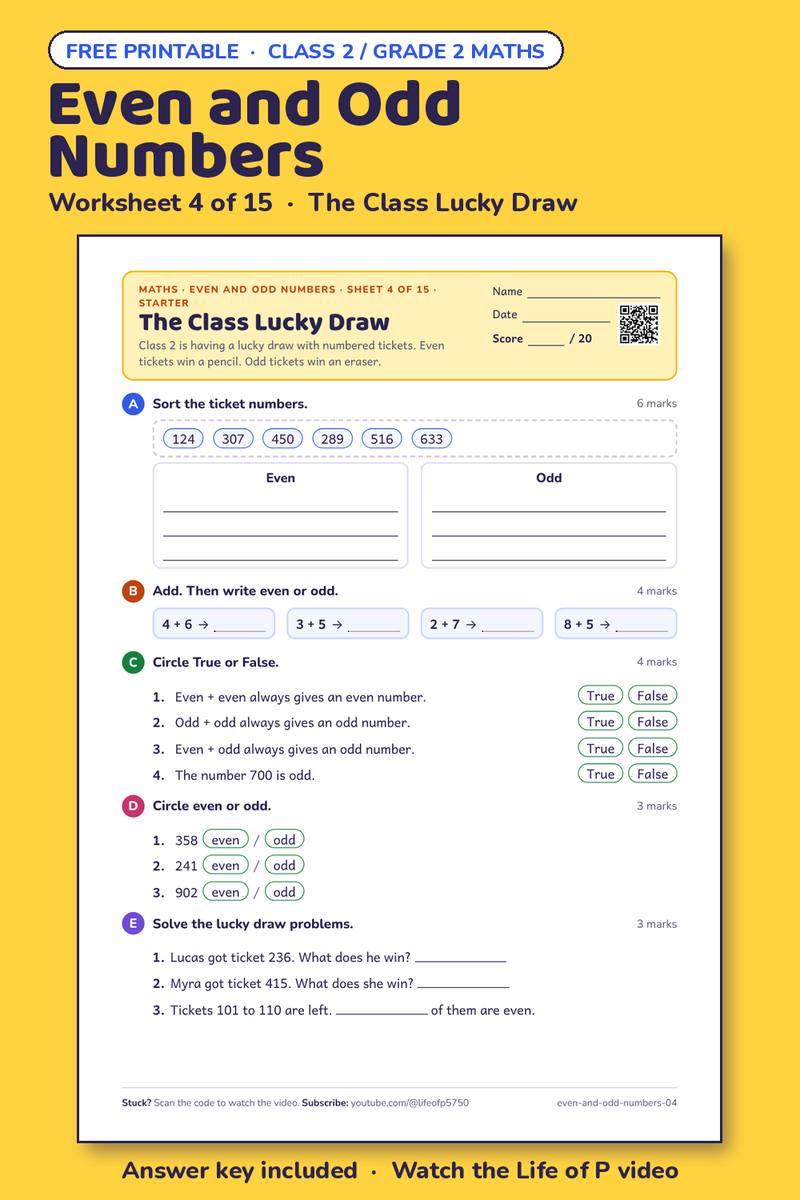 FREE PRINTABLE · CLASS 2 / GRADE 2 MATHS
Even and Odd
Numbers
Worksheet 4 of 15 · The Class Lucky Draw
MATHS · EVEN AND ODD NUMBERS · SHEET 4 OF 15 ·
STARTER
The Class Lucky Draw
Class 2 is having a lucky draw with numbered tickets. Even
tickets win a pencil. Odd tickets win an eraser.
Name ____
Date ____
Score ____ / 20
A Sort the ticket numbers. 6 marks
124 307 450 289 516 633
Even Odd
B Add. Then write even or odd. 4 marks
4 + 6 → ____ 3 + 5 → ____ 2 + 7 → ____ 8 + 5 → ____
C Circle True or False. 4 marks
1. Even + even always gives an even number. True False
2. Odd + odd always gives an odd number. True False
3. Even + odd always gives an odd number. True False
4. The number 700 is odd. True False
D Circle even or odd. 3 marks
1. 358 even / odd
2. 241 even / odd
3. 902 even / odd
E Solve the lucky draw problems. 3 marks
1. Lucas got ticket 236. What does he win? ____
2. Myra got ticket 415. What does she win? ____
3. Tickets 101 to 110 are left. ____ of them are even.
Stuck? Scan the code to watch the video. Subscribe: youtube.com/@lifeofp5750 even-and-odd-numbers-04
Answer key included · Watch the Life of P video